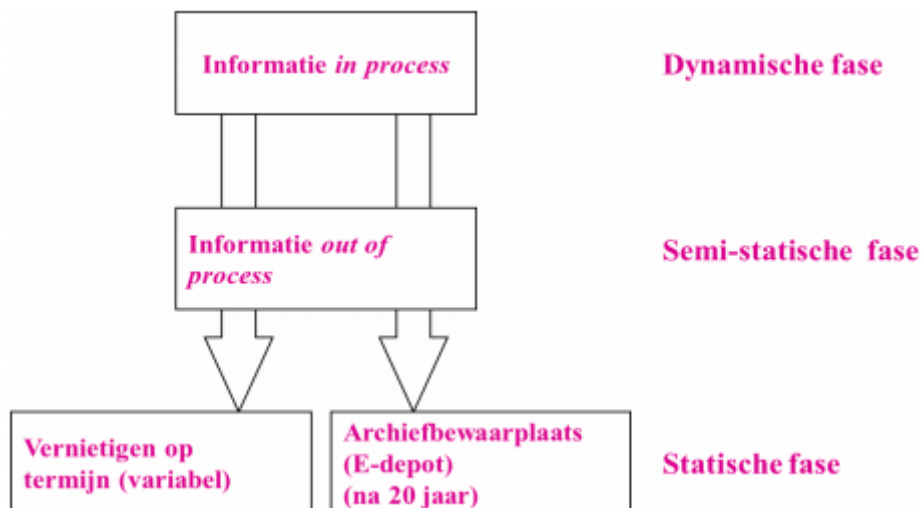 Informatie in process
Dynamische fase
Informatie out of
process
Semi-statische fase
Vernietigen op
termijn (variabel)
Archiefbewaarplaats
(E-depot)
(na 20 jaar)
Statische fase